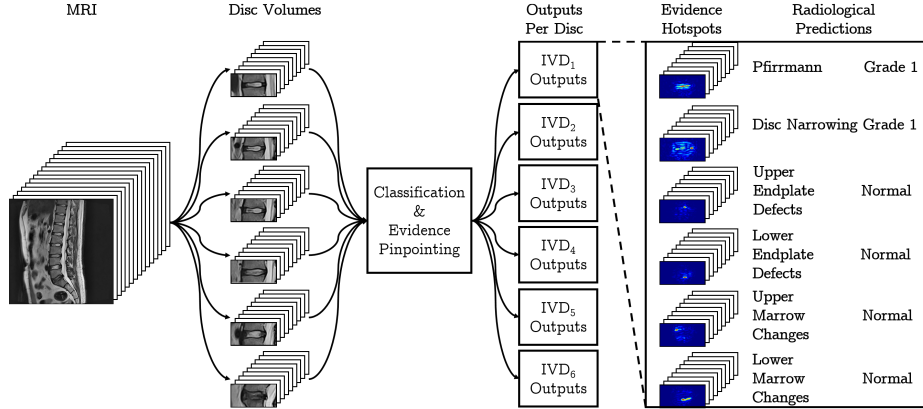 MRI
Disc Volumes
Outputs
Per Disc
Evidence
Hotspots
Radiological
Predictions
Classification
&
Evidence
Pinpointing
IVD1
Outputs
IVD2
Outputs
IVD3
Outputs
IVD4
Outputs
IVD5
Outputs
IVD6
Outputs
Pfirrmann Grade 1
Disc Narrowing Grade 1
Upper
Endplate Normal
Defects
Lower
Endplate Normal
Defects
Upper
Marrow Normal
Changes
Lower
Marrow Normal
Changes